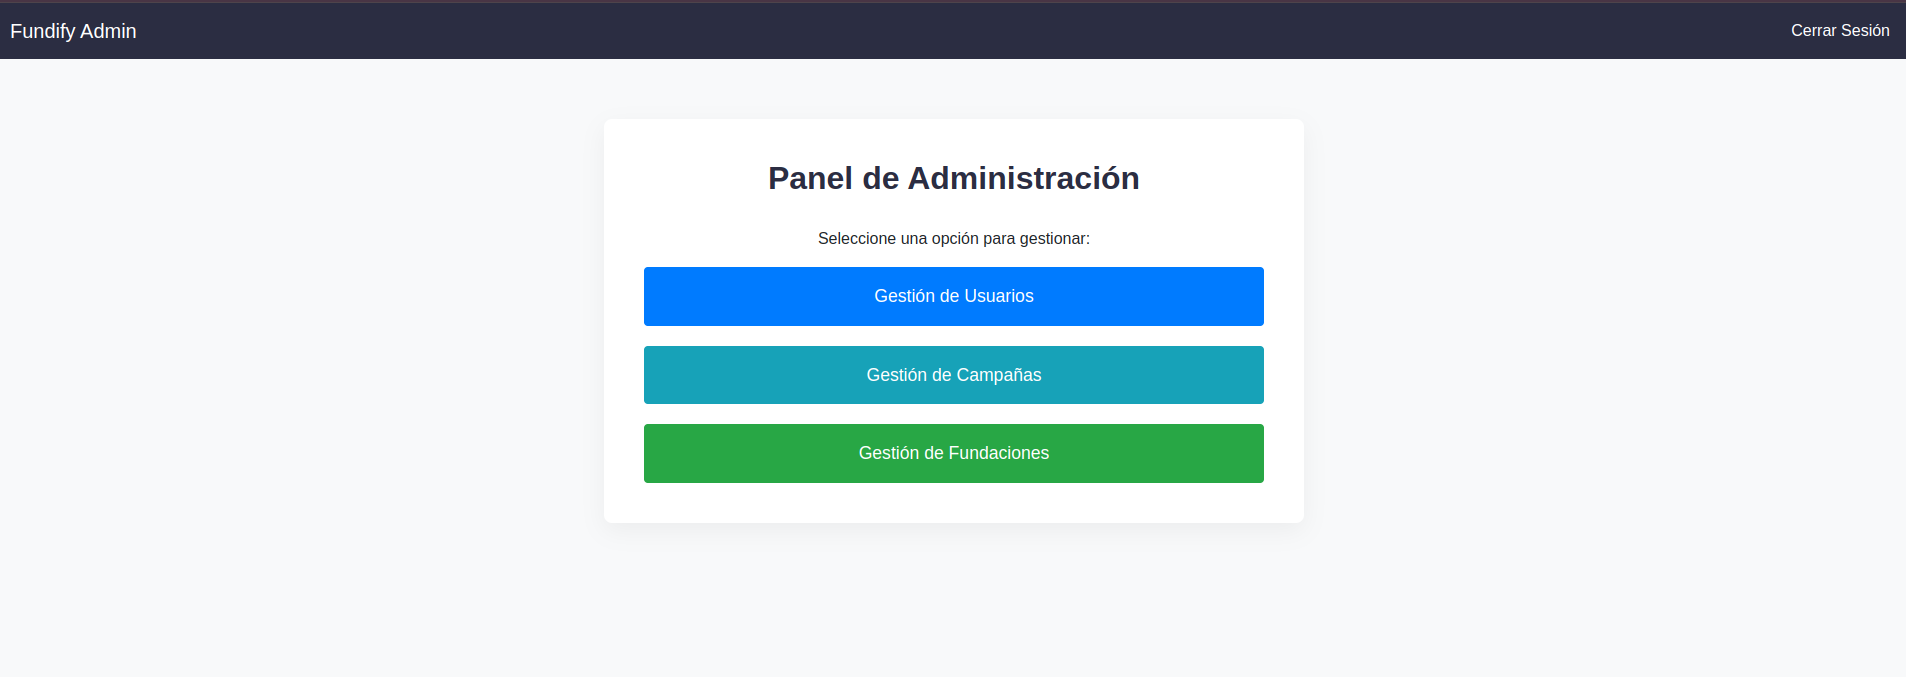 Fundify Admin
Cerrar Sesión
Panel de Administración
Seleccione una opción para gestionar:
Gestión de Usuarios
Gestión de Campañas
Gestión de Fundaciones